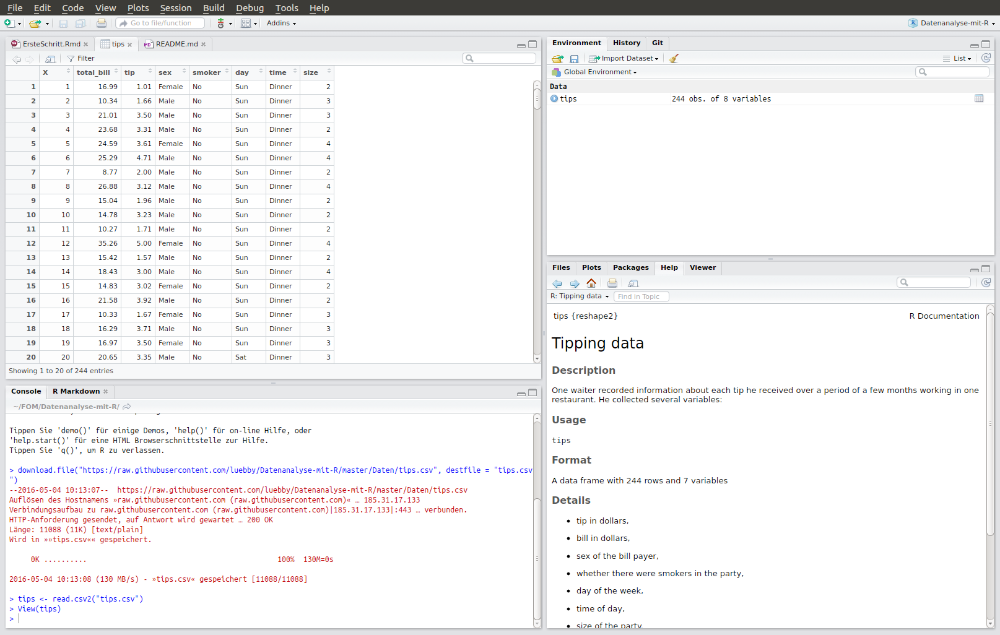 File Edit Code View Plots Session Build Debug Tools Help
Go to file/function Addins Datenanalyse-mit-R
ErsteSchritt.Rmd tips README.md
Filter
X total_bill tip sex smoker day time size
1 1 16.99 1.01 Female No Sun Dinner 2
2 2 10.34 1.66 Male No Sun Dinner 3
3 3 21.01 3.50 Male No Sun Dinner 3
4 4 23.68 3.31 Male No Sun Dinner 2
5 5 24.59 3.61 Female No Sun Dinner 4
6 6 25.29 4.71 Male No Sun Dinner 4
7 7 8.77 2.00 Male No Sun Dinner 2
8 8 26.88 3.12 Male No Sun Dinner 4
9 9 15.04 1.96 Male No Sun Dinner 2
10 10 14.78 3.23 Male No Sun Dinner 2
11 11 10.27 1.71 Male No Sun Dinner 2
12 12 35.26 5.00 Female No Sun Dinner 4
13 13 15.42 1.57 Male No Sun Dinner 2
14 14 18.43 3.00 Male No Sun Dinner 4
15 15 14.83 3.02 Female No Sun Dinner 2
16 16 21.58 3.92 Male No Sun Dinner 2
17 17 10.33 1.67 Female No Sun Dinner 3
18 18 16.29 3.71 Male No Sun Dinner 3
19 19 16.97 3.50 Female No Sun Dinner 3
20 20 20.65 3.35 Male No Sat Dinner 3
Showing 1 to 20 of 244 entries
Console R Markdown
~/FOM/Datenanalyse-mit-R/
Tippen Sie 'demo()' für einige Demos, 'help()' für on-line Hilfe, oder
'help.start()' für eine HTML Browserschnittstelle zur Hilfe.
Tippen Sie 'q()', um R zu verlassen.
> download.file("https://raw.githubusercontent.com/luebby/Datenanalyse-mit-R/master/Daten/tips.csv", destfile = "tips.csv
")
--2016-05-04 10:13:07--  https://raw.githubusercontent.com/luebby/Datenanalyse-mit-R/master/Daten/tips.csv
Auflösen des Hostnamens »raw.githubusercontent.com (raw.githubusercontent.com)« … 185.31.17.133
Verbindungsaufbau zu raw.githubusercontent.com (raw.githubusercontent.com)|185.31.17.133|:443 … verbunden.
HTTP-Anforderung gesendet, auf Antwort wird gewartet … 200 OK
Länge: 11088 (11K) [text/plain]
Wird in »»tips.csv«« gespeichert.
0K .......... 100% 130M=0s
2016-05-04 10:13:08 (130 MB/s) - »tips.csv« gespeichert [11088/11088]
> tips <- read.csv2("tips.csv")
> View(tips)
>
Environment History Git
Import Dataset List
Global Environment
Data
tips 244 obs. of 8 variables
Files Plots Packages Help Viewer
R: Tipping data Find in Topic
tips {reshape2} R Documentation
Tipping data
Description
One waiter recorded information about each tip he received over a period of a few months working in one
restaurant. He collected several variables:
Usage
tips
Format
A data frame with 244 rows and 7 variables
Details
• tip in dollars,
• bill in dollars,
• sex of the bill payer,
• whether there were smokers in the party,
• day of the week,
• time of day,
• size of the party.